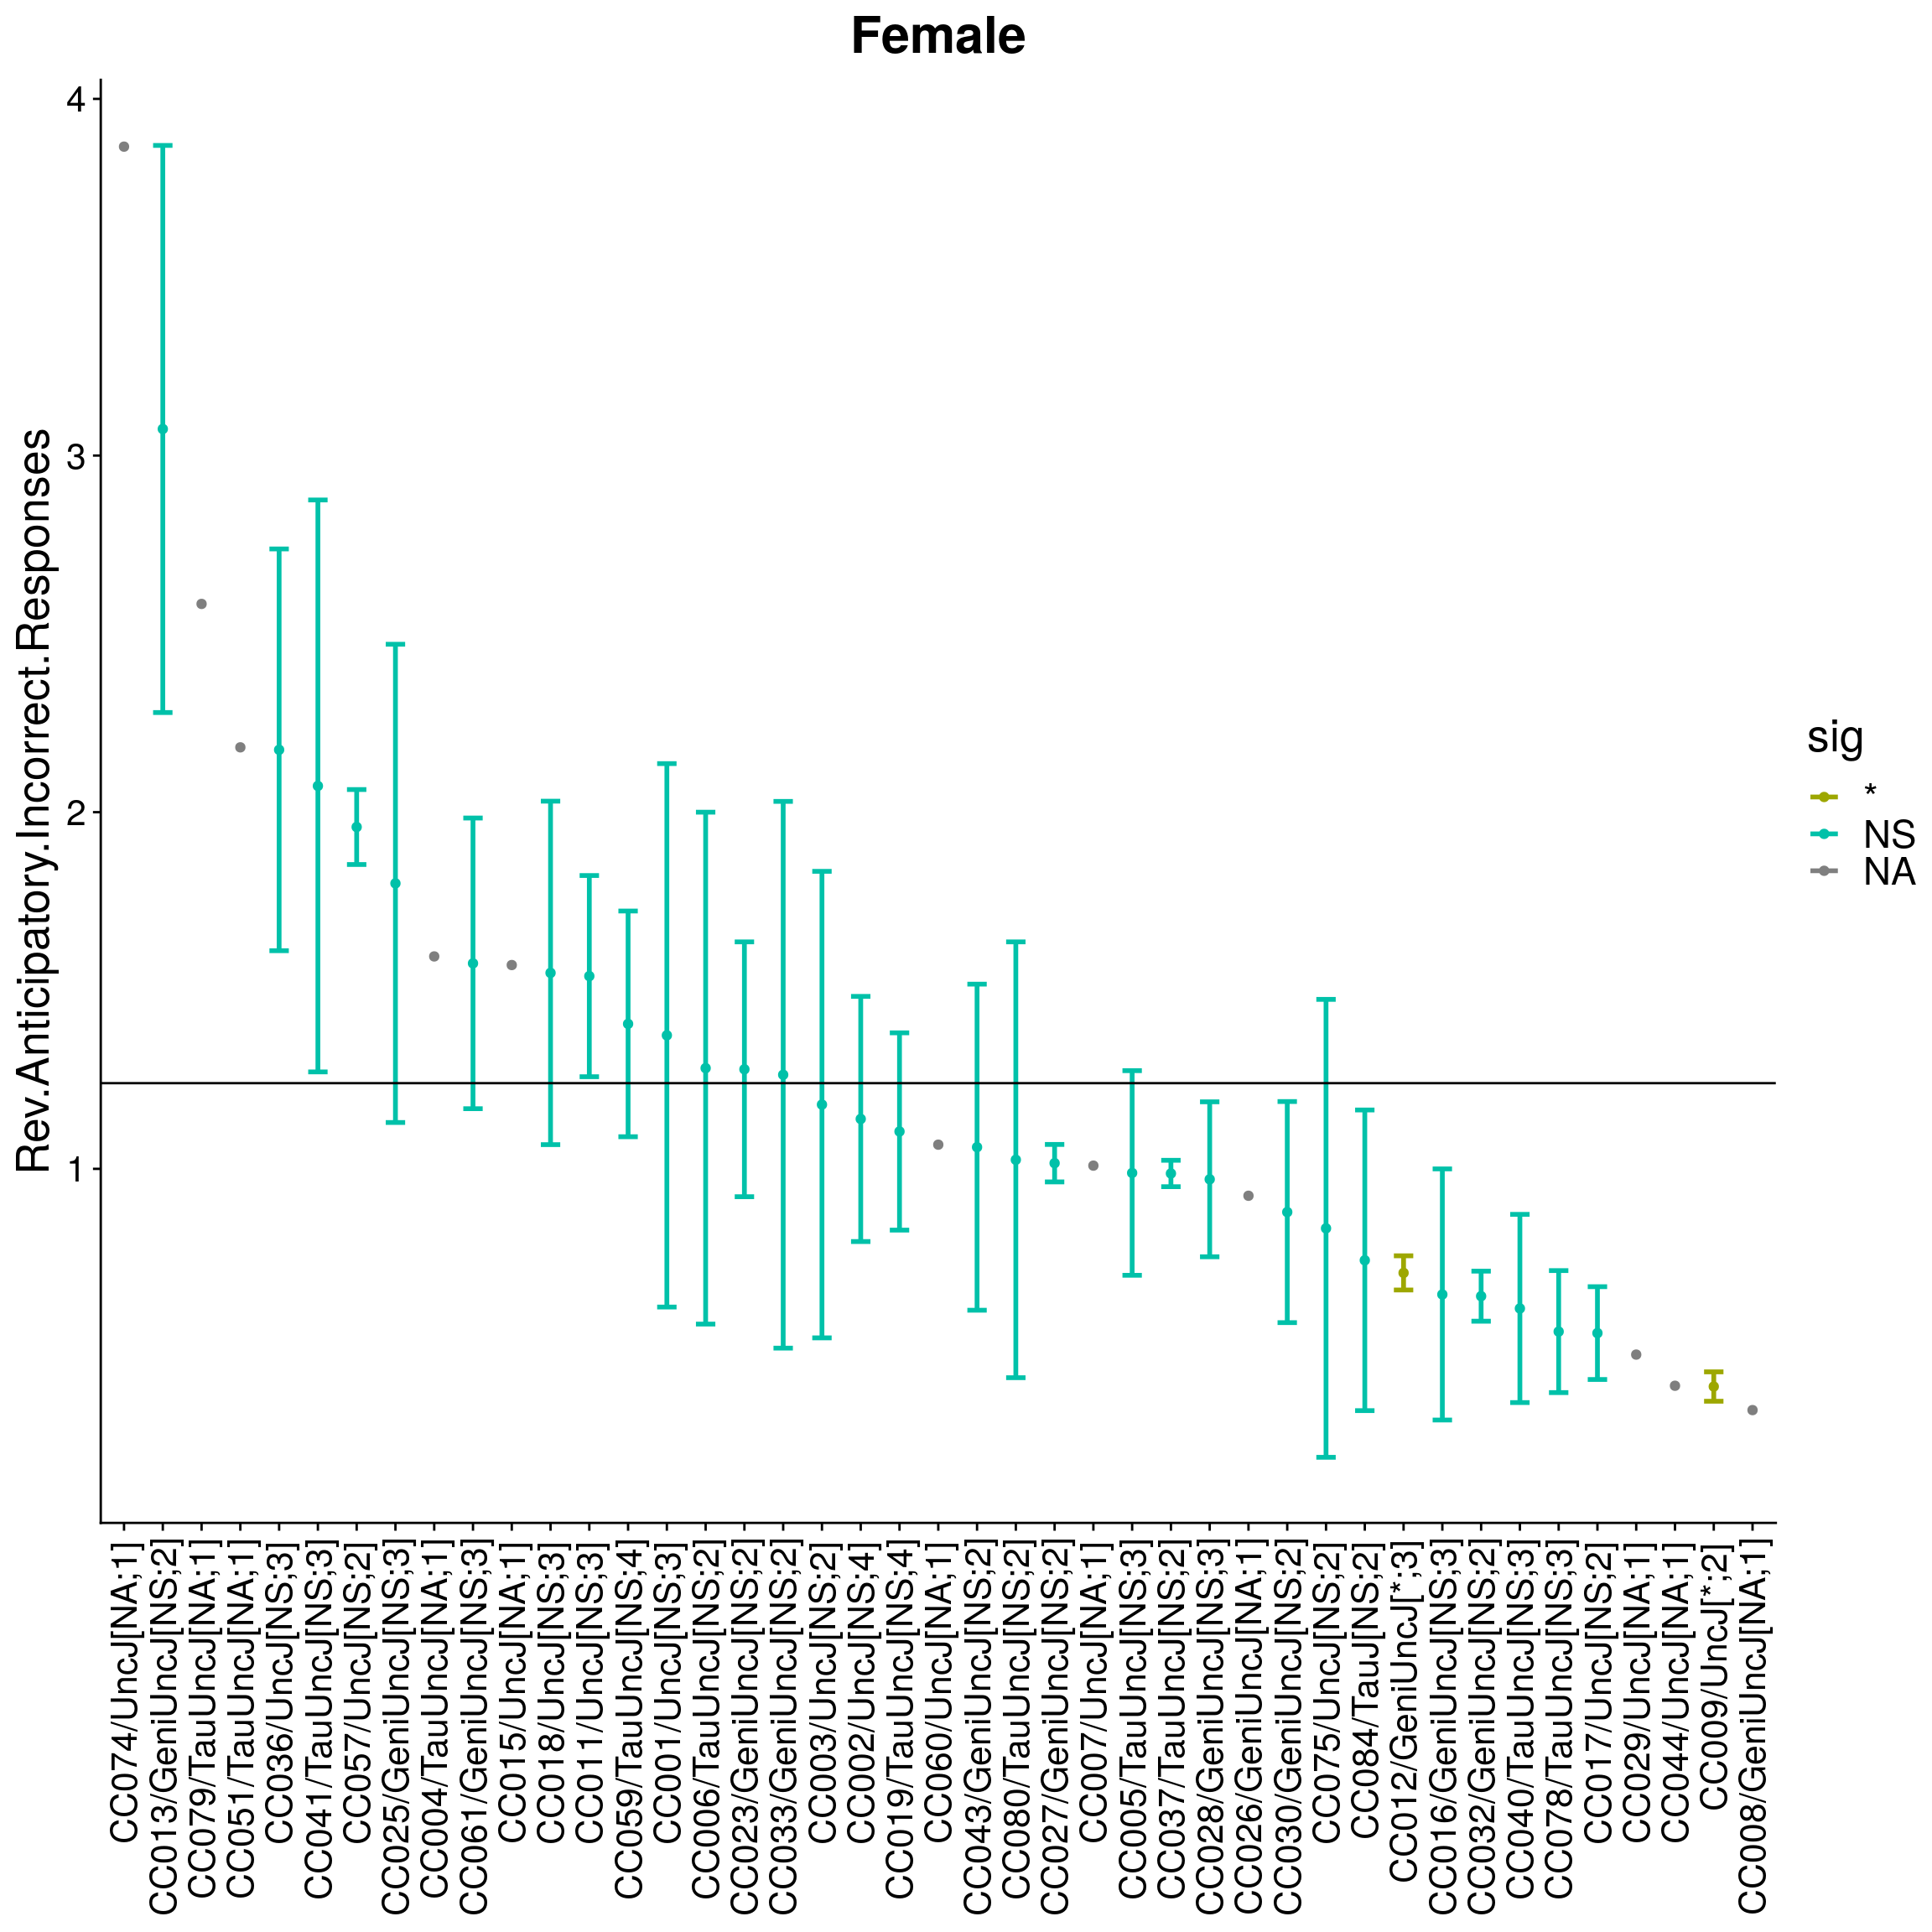 Female
Rev.Anticipatory.Incorrect.Responses
4
3
2
1
CC074/UncJ[NA;1]
CC013/GeniUncJ[NS;2]
CC079/TauUncJ[NA;1]
CC051/TauUncJ[NA;1]
CC036/UncJ[NS;3]
CC041/TauUncJ[NS;3]
CC057/UncJ[NS;2]
CC025/GeniUncJ[NS;3]
CC004/TauUncJ[NA;1]
CC061/GeniUncJ[NS;3]
CC015/UncJ[NA;1]
CC018/UncJ[NS;3]
CC011/UncJ[NS;3]
CC059/TauUncJ[NS;4]
CC001/UncJ[NS;3]
CC006/TauUncJ[NS;2]
CC023/GeniUncJ[NS;2]
CC033/GeniUncJ[NS;2]
CC003/UncJ[NS;2]
CC002/UncJ[NS;4]
CC019/TauUncJ[NS;4]
CC060/UncJ[NA;1]
CC043/GeniUncJ[NS;2]
CC080/TauUncJ[NS;2]
CC027/GeniUncJ[NS;2]
CC007/UncJ[NA;1]
CC005/TauUncJ[NS;3]
CC037/TauUncJ[NS;2]
CC028/GeniUncJ[NS;3]
CC026/GeniUncJ[NA;1]
CC030/GeniUncJ[NS;2]
CC075/UncJ[NS;2]
CC084/TauJ[NS;2]
CC012/GeniUncJ[*;3]
CC016/GeniUncJ[NS;3]
CC032/GeniUncJ[NS;2]
CC040/TauUncJ[NS;3]
CC078/TauUncJ[NS;3]
CC017/UncJ[NS;2]
CC029/UncJ[NA;1]
CC044/UncJ[NA;1]
CC009/UncJ[*;2]
CC008/GeniUncJ[NA;1]
sig
*
NS
NA